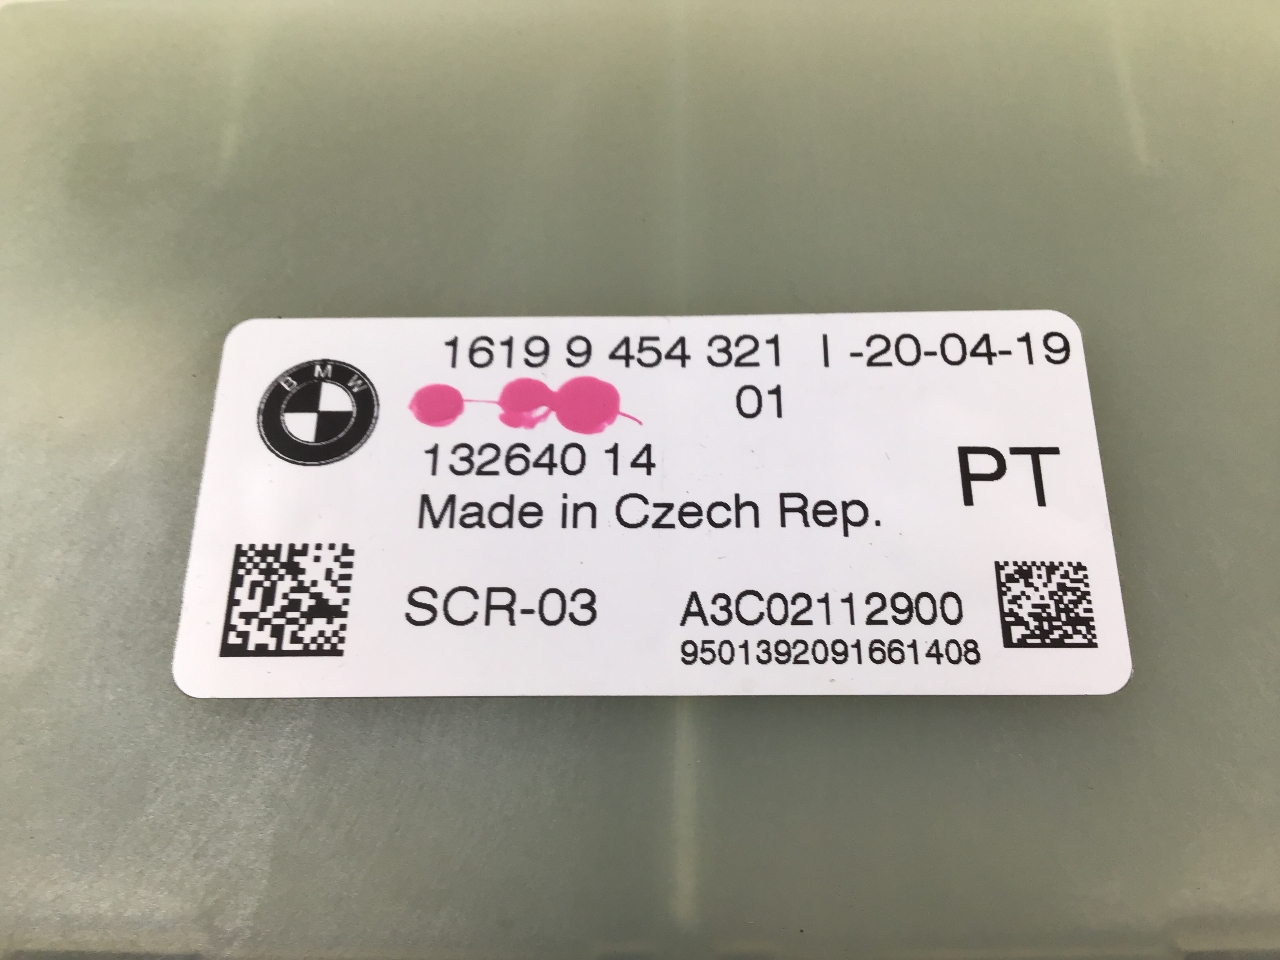 BMW
1619 9 454 321 I -20-04-19
01
132640 14
Made in Czech Rep.
PT
SCR-03
A3C02112900
9501392091661408